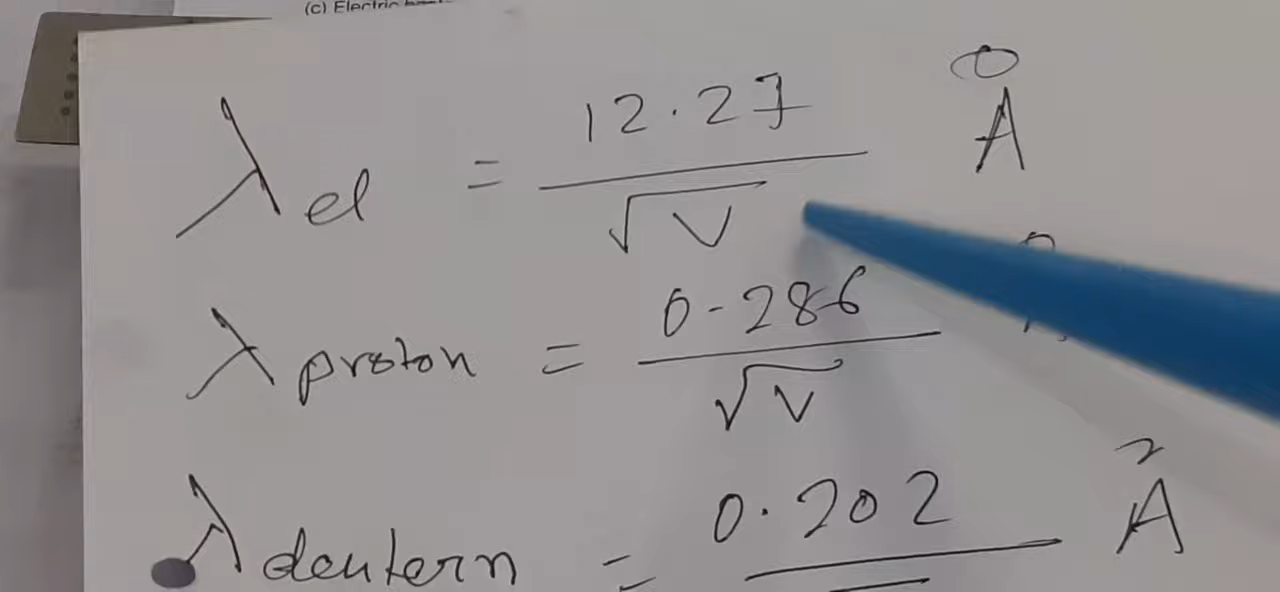 (c) Electric
λel = 12.27 / √V Å
λproton = 0.286 / √V
λdeutern = 0.202 / Å